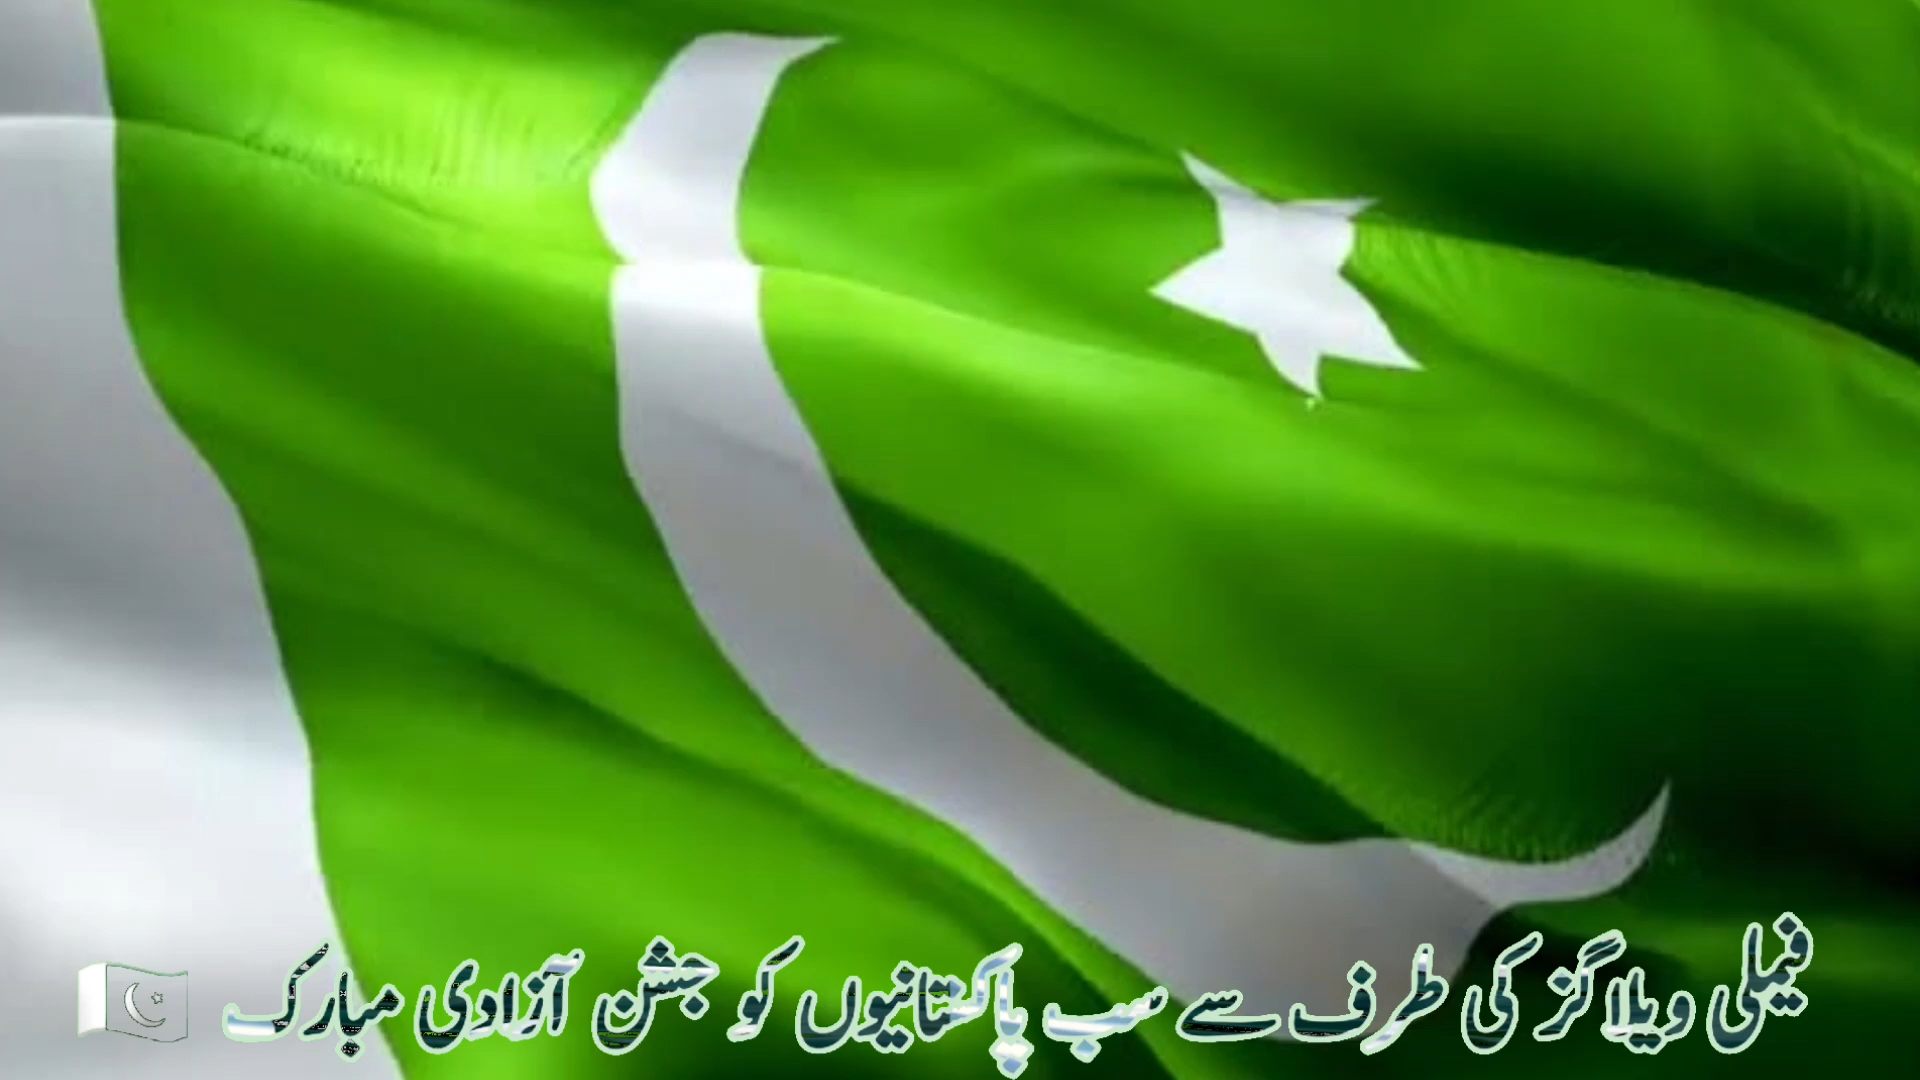 فیملی ویلاگز کی طرف سے سب پاکستانیوں کو جشن آزادی مبارک 🇵🇰